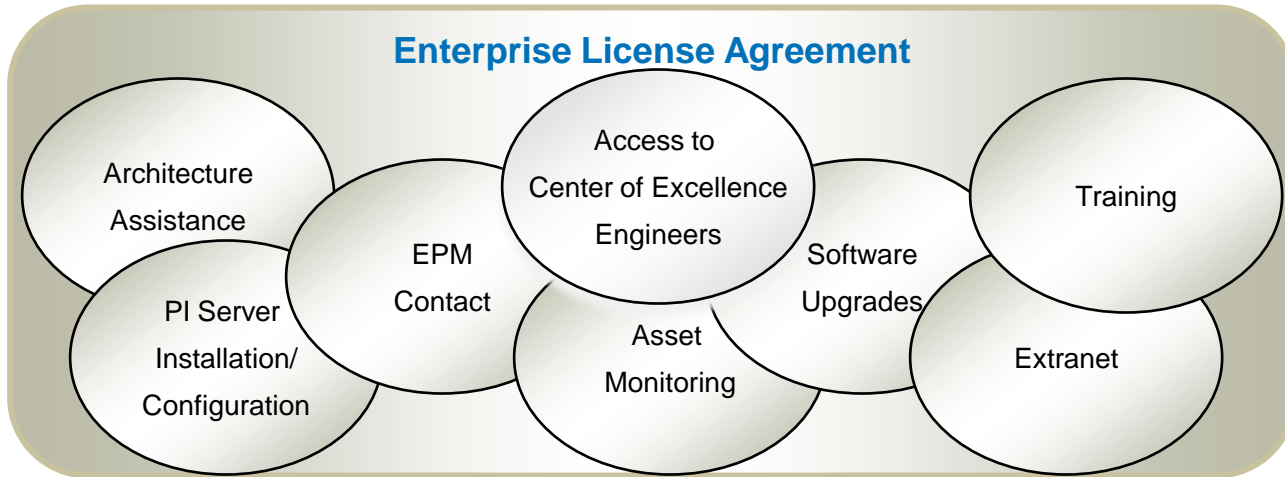 Enterprise License Agreement
Architecture
Assistance
PI Server
Installation/
Configuration
EPM
Contact
Access to
Center of Excellence
Engineers
Asset
Monitoring
Software
Upgrades
Training
Extranet